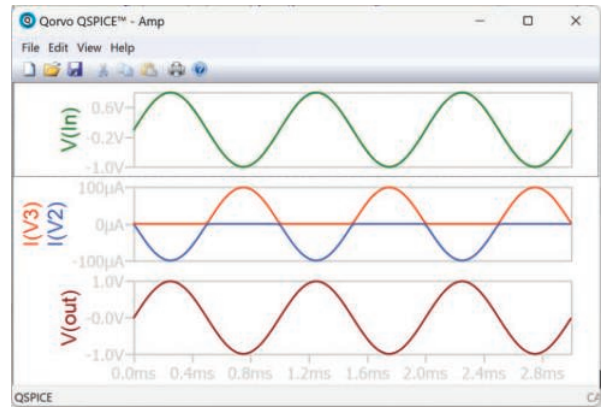 Qorvo QSPICE™ - Amp
File Edit View Help
V(In)
0.6V
-0.2V
-1.0V
I(V3)
I(V2)
100µA
0µA
-100µA
V(out)
1.0V
-0.0V
-1.0V
0.0ms 0.4ms 0.8ms 1.2ms 1.6ms 2.0ms 2.4ms 2.8ms
QSPICE CA